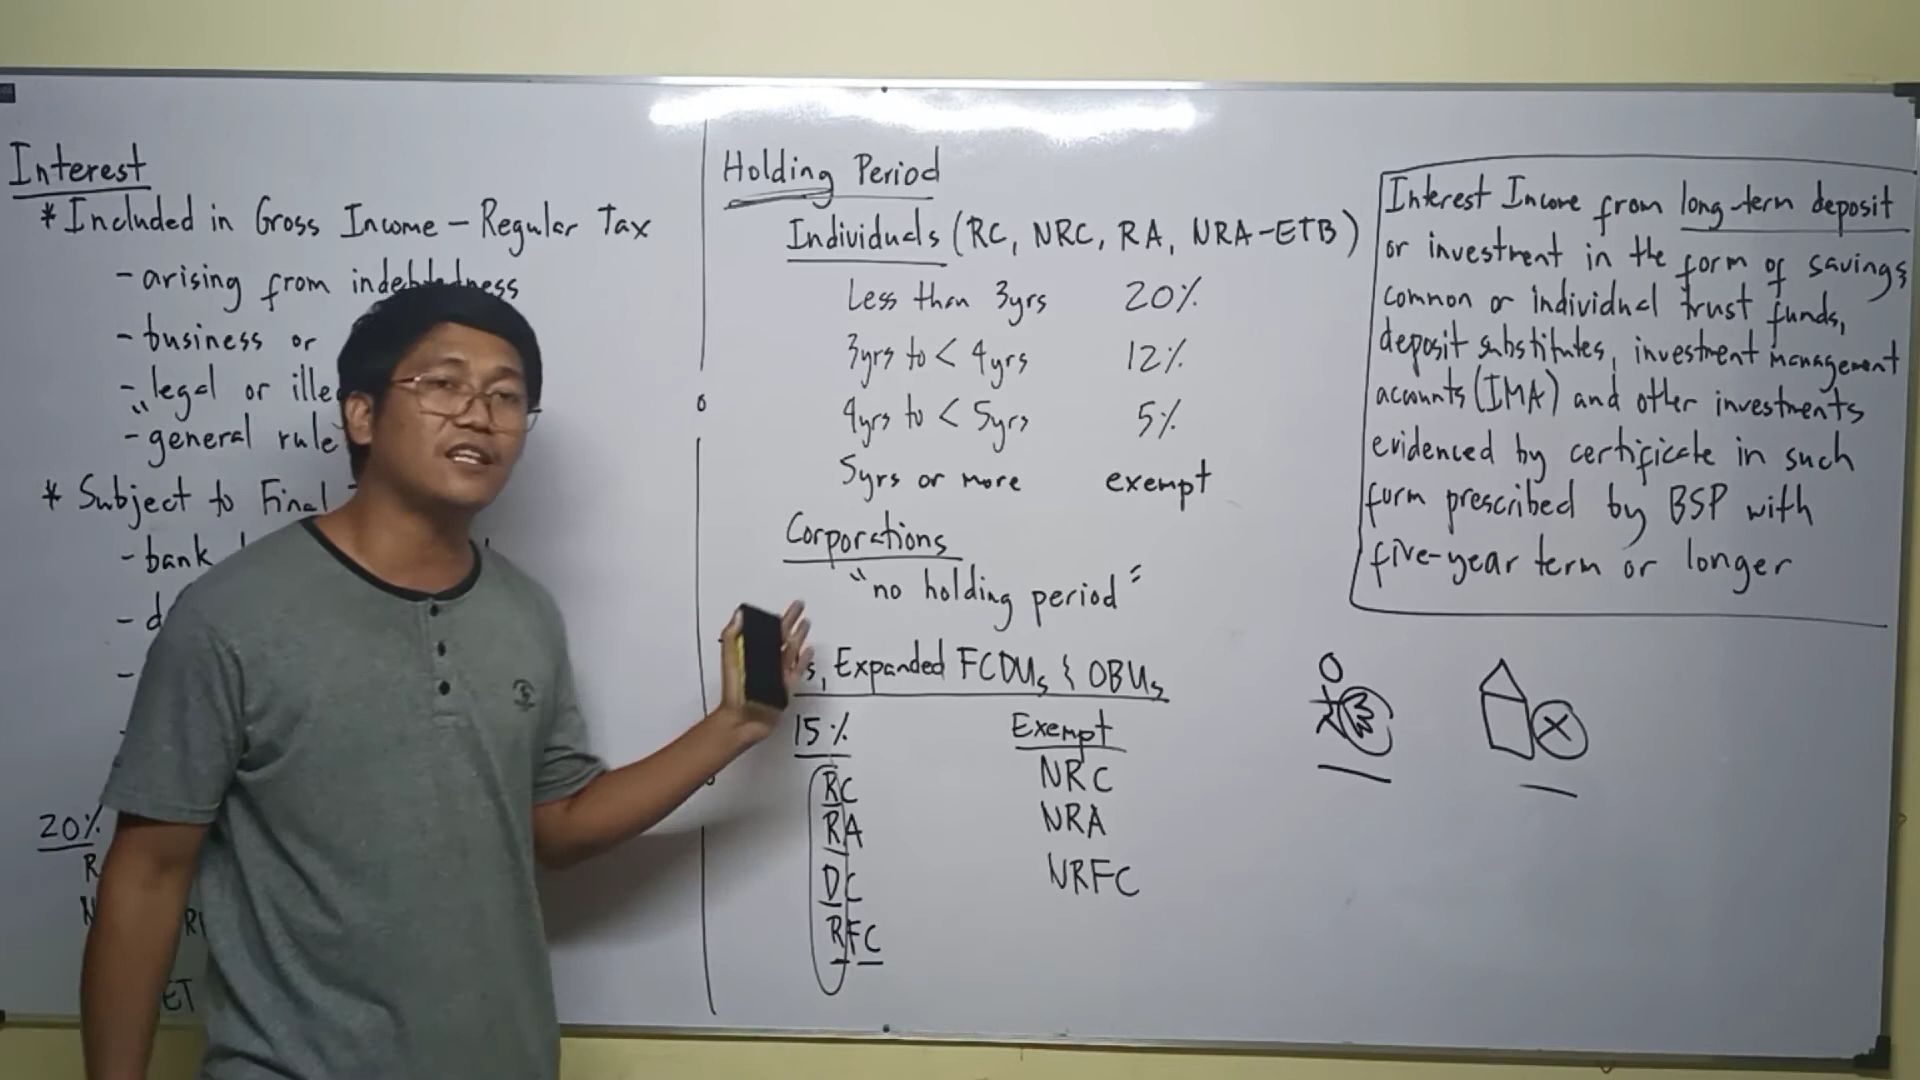 Interest
* Included in Gross Income - Regular Tax
- arising from indebtedness
- business or
- legal or
- "general rule
* Subject to Final
- bank
-
-
20%
R
ET
Holding Period
Individuals (RC, NRC, RA, NRA-ETB)
Less than 3yrs 20%
3yrs to < 4yrs 12%
4yrs to < 5yrs 5%
5yrs or more exempt
Corporations
"no holding period"
Expanded FCDUs & OBUs
15% Exempt
RC NRC
RA NRA
DC NRFC
RFC
Interest Income from long-term deposit
or investment in the form of savings
common or individual trust funds,
deposit substitutes, investment management
accounts (IMA) and other investments
evidenced by certificate in such
form prescribed by BSP with
five-year term or longer